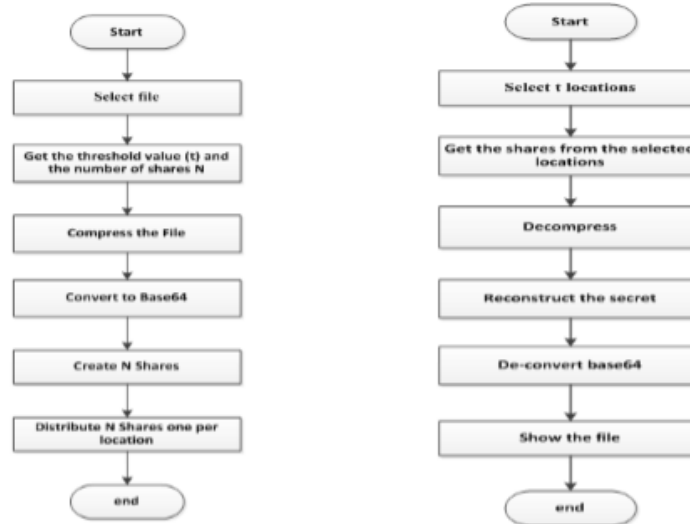 Start
Select file
Get the threshold value (t) and
the number of shares N
Compress the File
Convert to Base64
Create N Shares
Distribute N Shares one per
location
end
Start
Select t locations
Get the shares from the selected
locations
Decompress
Reconstruct the secret
De-convert base64
Show the file
end